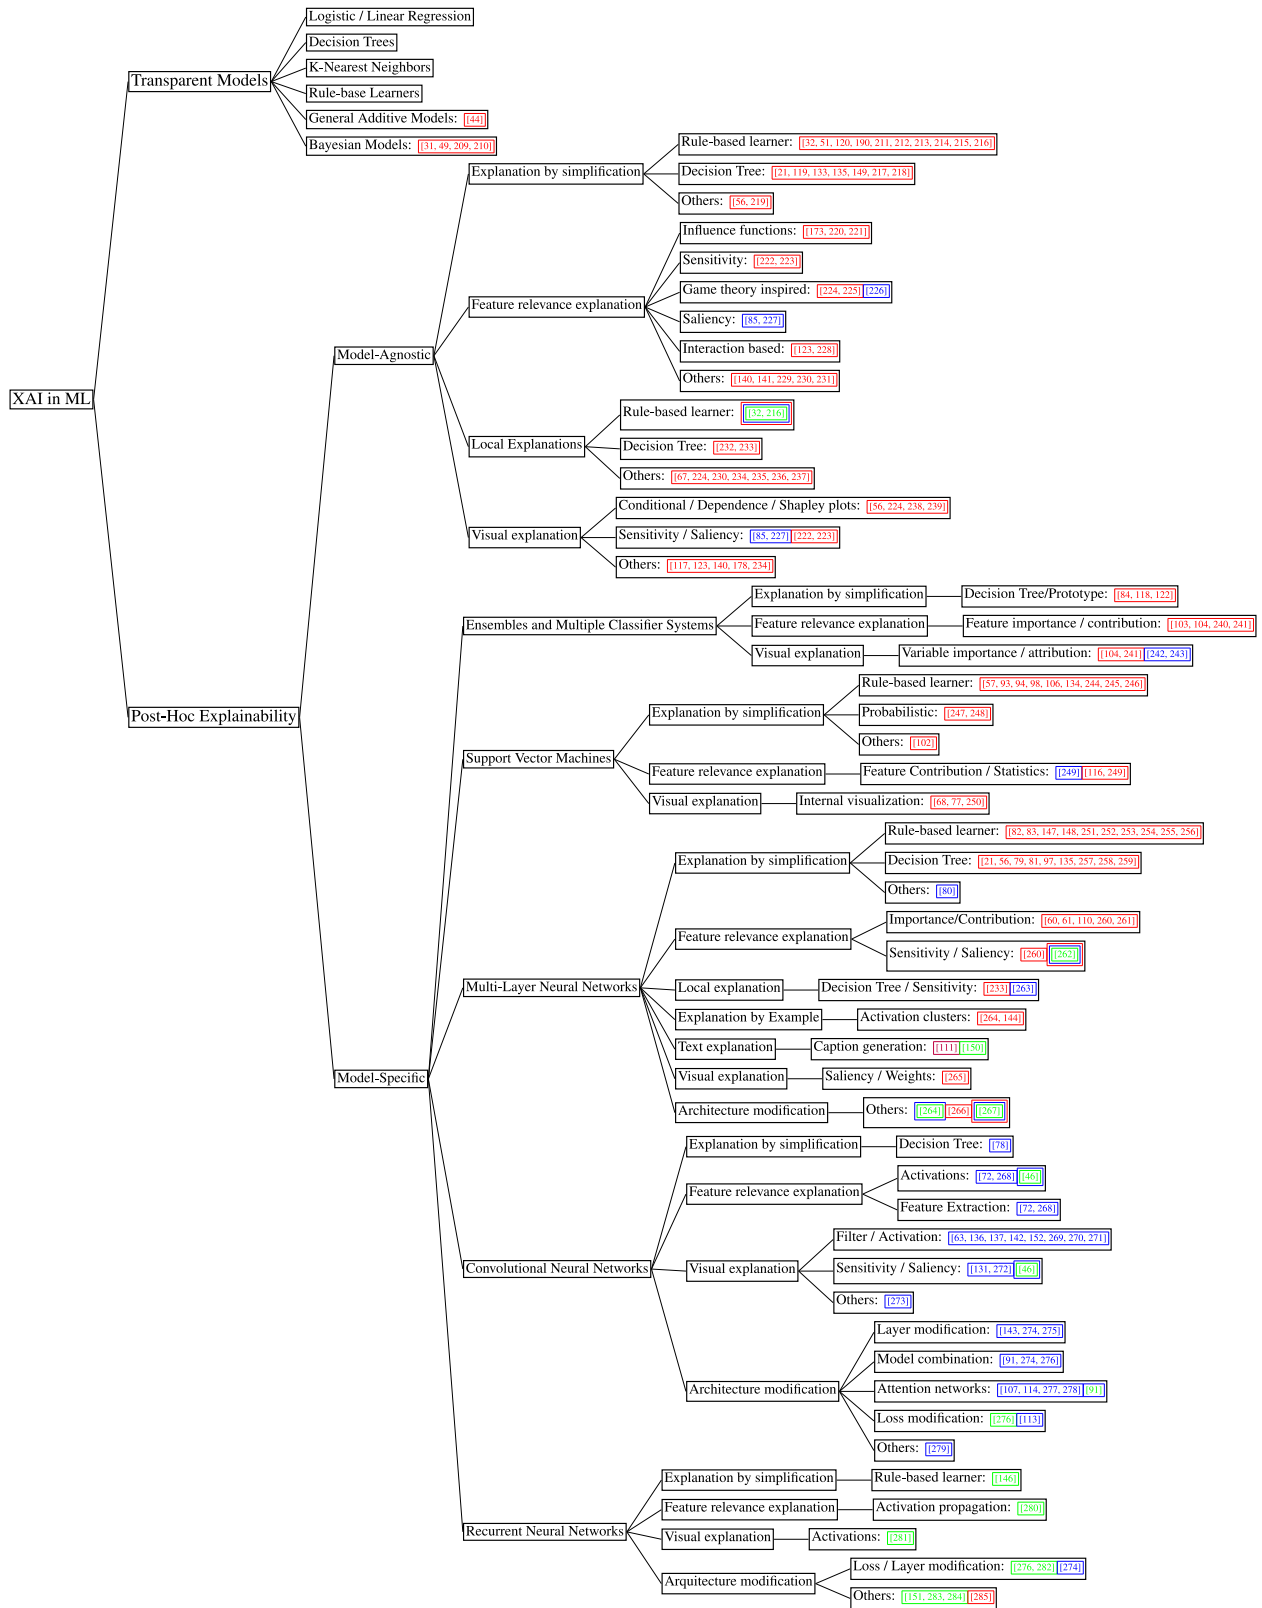 Logistic / Linear Regression
Decision Trees
K-Nearest Neighbors
Transparent Models
Rule-base Learners
General Additive Models: [44]
Bayesian Models: [31, 49, 209, 210]
Rule-based learner: [32, 51, 120, 190, 211, 212, 213, 214, 215, 216]
Explanation by simplification
Decision Tree: [21, 119, 133, 135, 149, 217, 218]
Others: [56, 219]
Influence functions: [173, 220, 221]
Sensitivity: [222, 223]
Game theory inspired: [224, 225] [226]
Feature relevance explanation
Saliency: [85, 227]
Interaction based: [123, 228]
Model-Agnostic
Others: [140, 141, 229, 230, 231]
XAI in ML
Rule-based learner: [32, 216]
Local Explanations
Decision Tree: [232, 233]
Others: [67, 224, 230, 234, 235, 236, 237]
Conditional / Dependence / Shapley plots: [56, 224, 238, 239]
Visual explanation
Sensitivity / Saliency: [85, 227] [222, 223]
Others: [117, 123, 140, 178, 234]
Explanation by simplification
Decision Tree/Prototype: [84, 118, 122]
Ensembles and Multiple Classifier Systems
Feature relevance explanation
Feature importance / contribution: [103, 104, 240, 241]
Visual explanation
Variable importance / attribution: [104, 241] [242, 243]
Rule-based learner: [57, 93, 94, 98, 106, 134, 244, 245, 246]
Post-Hoc Explainability
Explanation by simplification
Probabilistic: [247, 248]
Others: [102]
Support Vector Machines
Feature relevance explanation
Feature Contribution / Statistics: [249] [116, 249]
Visual explanation
Internal visualization: [68, 77, 250]
Rule-based learner: [82, 83, 147, 148, 251, 252, 253, 254, 255, 256]
Explanation by simplification
Decision Tree: [21, 56, 79, 81, 97, 135, 257, 258, 259]
Others: [80]
Importance/Contribution: [60, 61, 110, 260, 261]
Feature relevance explanation
Sensitivity / Saliency: [260] [262]
Multi-Layer Neural Networks
Local explanation
Decision Tree / Sensitivity: [233] [263]
Explanation by Example
Activation clusters: [264, 144]
Text explanation
Caption generation: [111] [150]
Model-Specific
Visual explanation
Saliency / Weights: [265]
Architecture modification
Others: [264] [266] [267]
Explanation by simplification
Decision Tree: [78]
Activations: [72, 268] [46]
Feature relevance explanation
Feature Extraction: [72, 268]
Filter / Activation: [63, 136, 137, 142, 152, 269, 270, 271]
Convolutional Neural Networks
Visual explanation
Sensitivity / Saliency: [131, 272] [46]
Others: [273]
Layer modification: [143, 274, 275]
Model combination: [91, 274, 276]
Architecture modification
Attention networks: [107, 114, 277, 278] [91]
Loss modification: [276] [113]
Others: [279]
Explanation by simplification
Rule-based learner: [146]
Feature relevance explanation
Activation propagation: [280]
Recurrent Neural Networks
Visual explanation
Activations: [281]
Loss / Layer modification: [276, 282] [274]
Arquitecture modification
Others: [151, 283, 284] [285]